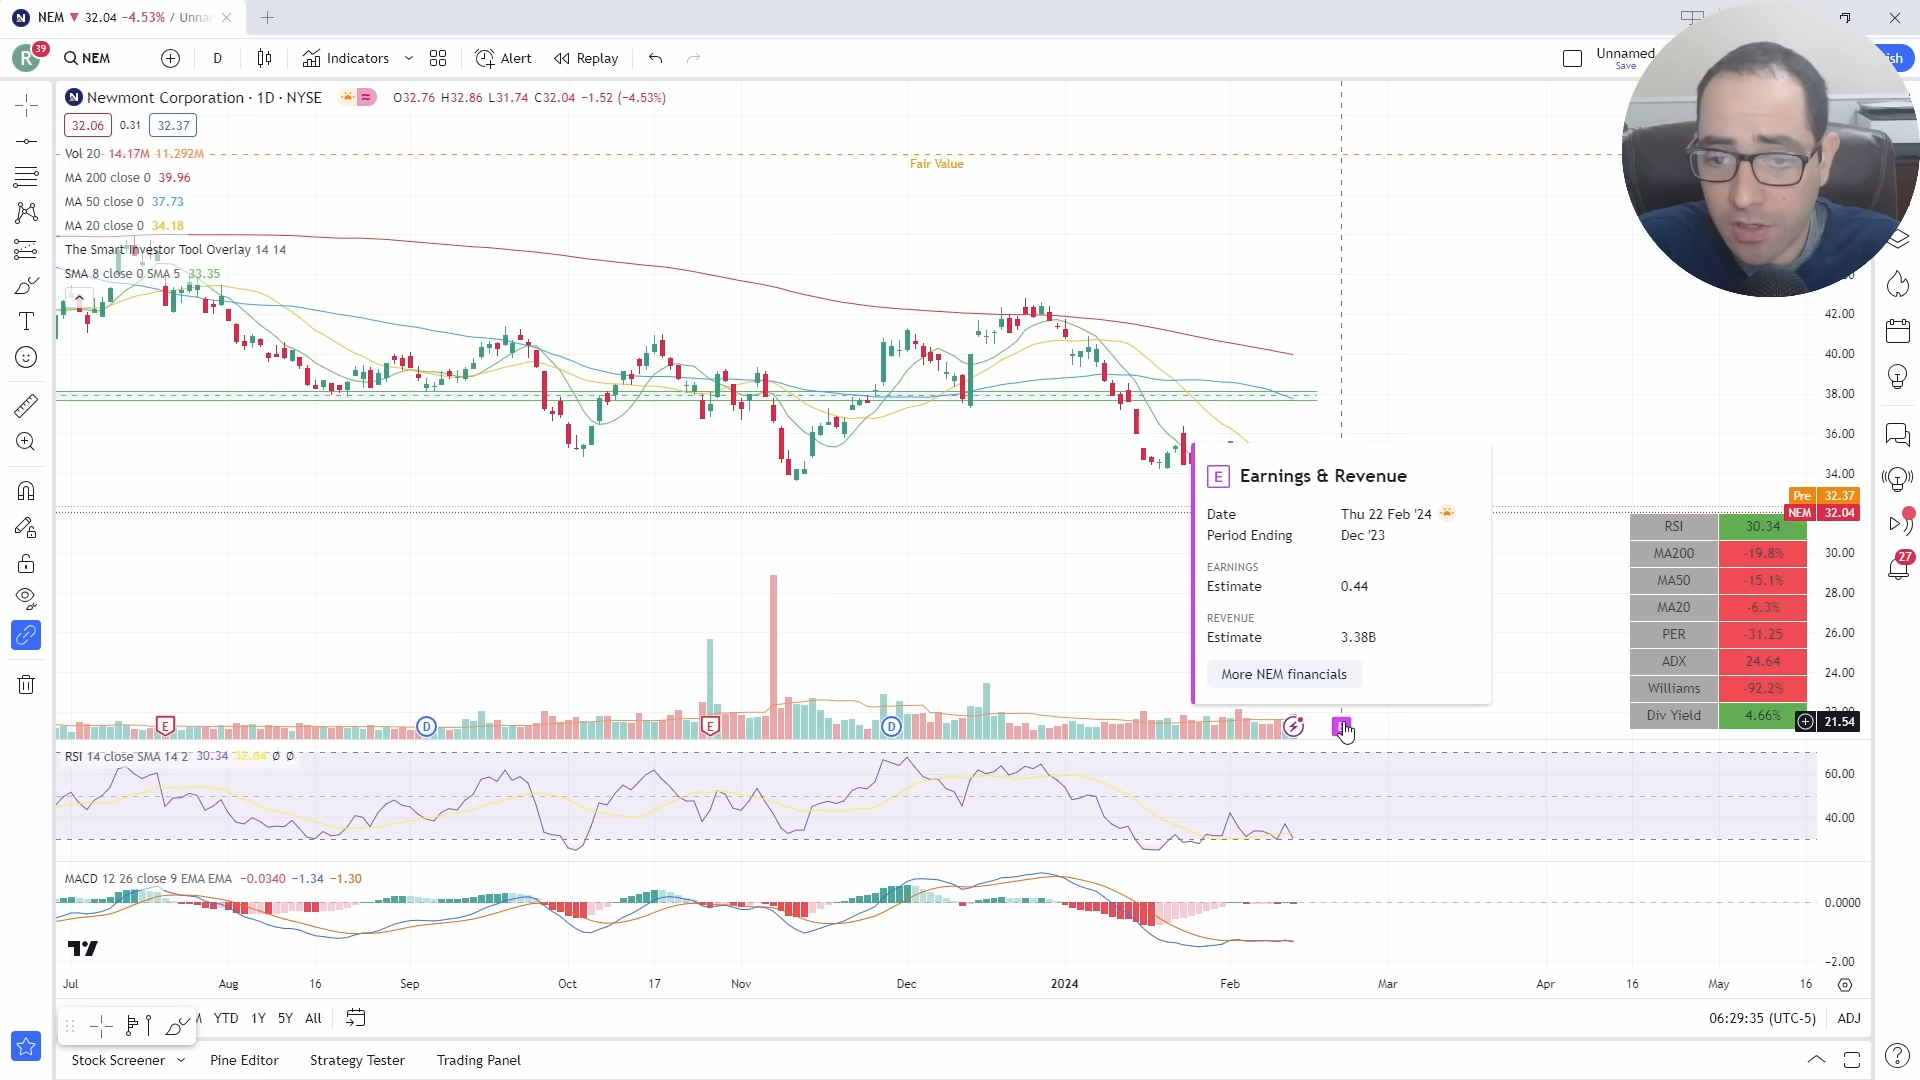 NEM ▼ 32.04 −4.53% / Unna
R 39 NEM D Indicators Alert Replay Unnamed
Save
sh
Newmont Corporation · 1D · NYSE O32.76 H32.86 L31.74 C32.04 −1.52 (−4.53%)
32.06 0.31 32.37
Vol 20 14.17M 11.292M
Fair Value
MA 200 close 0 39.96
MA 50 close 0 37.73
MA 20 close 0 34.18
The Smart Investor Tool Overlay 14 14
SMA 8 close 0 SMA 5 33.35
42.00
40.00
38.00
36.00
34.00
Pre 32.37
NEM 32.04
30.00
28.00
26.00
24.00
21.54
E Earnings & Revenue
Date Thu 22 Feb '24
Period Ending Dec '23
EARNINGS
Estimate 0.44
REVENUE
Estimate 3.38B
More NEM financials
RSI 30.34
MA200 -19.8%
MA50 -15.1%
MA20 -6.3%
PER -31.25
ADX 24.64
Williams -92.2%
Div Yield 4.66%
27
E D E D
RSI 14 close SMA 14 2 30.34 32.64 Ø Ø
60.00
40.00
MACD 12 26 close 9 EMA EMA −0.0340 −1.34 −1.30
0.0000
−2.00
Jul Aug 16 Sep Oct 17 Nov Dec 2024 Feb Mar Apr 16 May 16
YTD 1Y 5Y All 06:29:35 (UTC-5) ADJ
Stock Screener Pine Editor Strategy Tester Trading Panel